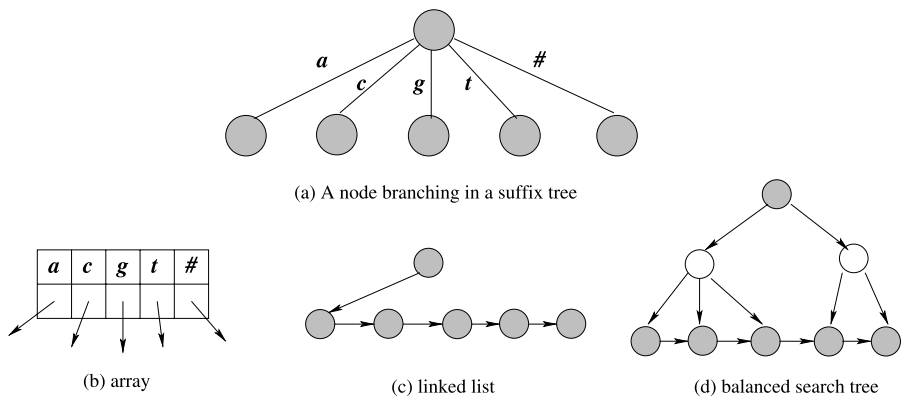 a
c
g
t
#
(a) A node branching in a suffix tree
a c g t #
(b) array
(c) linked list
(d) balanced search tree